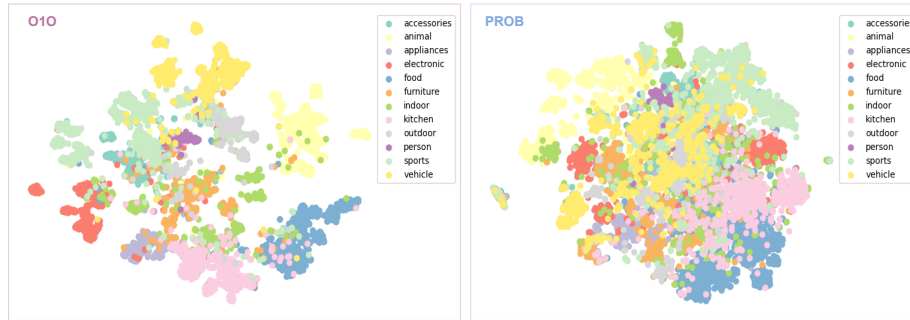 O1O
accessories
animal
appliances
electronic
food
furniture
indoor
kitchen
outdoor
person
sports
vehicle
PROB
accessories
animal
appliances
electronic
food
furniture
indoor
kitchen
outdoor
person
sports
vehicle